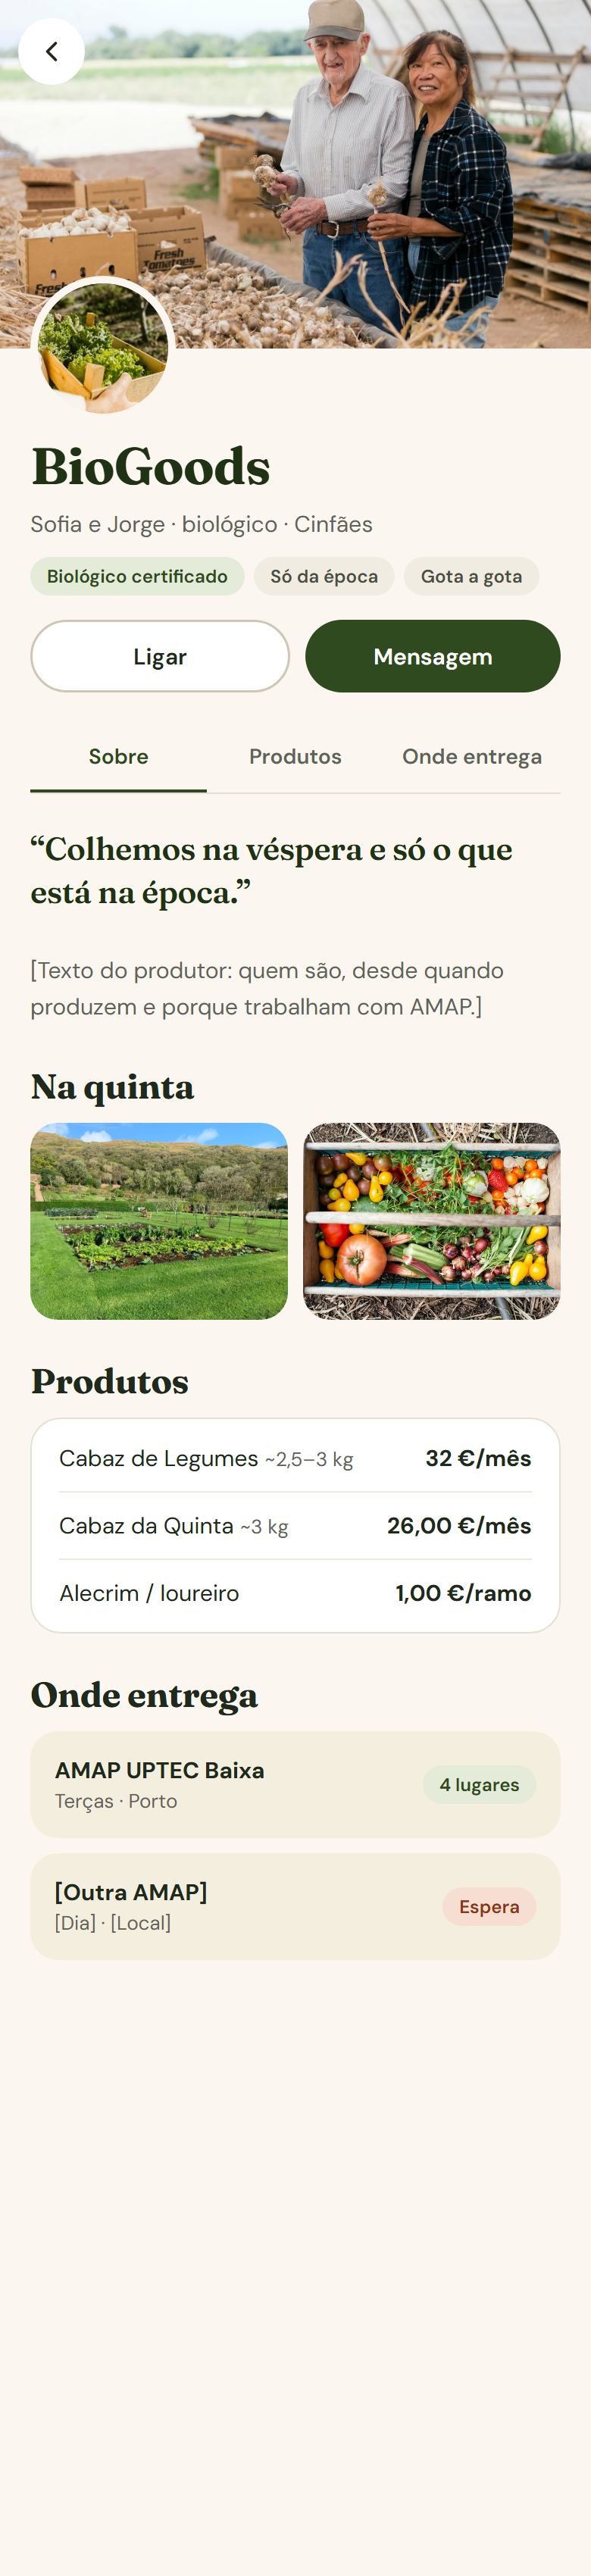 Fresh
Tomatoes
Fresh
BioGoods
Sofia e Jorge · biológico · Cinfães
Biológico certificado
Só da época
Gota a gota
Ligar
Mensagem
Sobre
Produtos
Onde entrega
“Colhemos na véspera e só o que
está na época.”
[Texto do produtor: quem são, desde quando
produzem e porque trabalham com AMAP.]
Na quinta
Produtos
Cabaz de Legumes ~2,5–3 kg
32 €/mês
Cabaz da Quinta ~3 kg
26,00 €/mês
Alecrim / loureiro
1,00 €/ramo
Onde entrega
AMAP UPTEC Baixa
Terças · Porto
4 lugares
[Outra AMAP]
[Dia] · [Local]
Espera